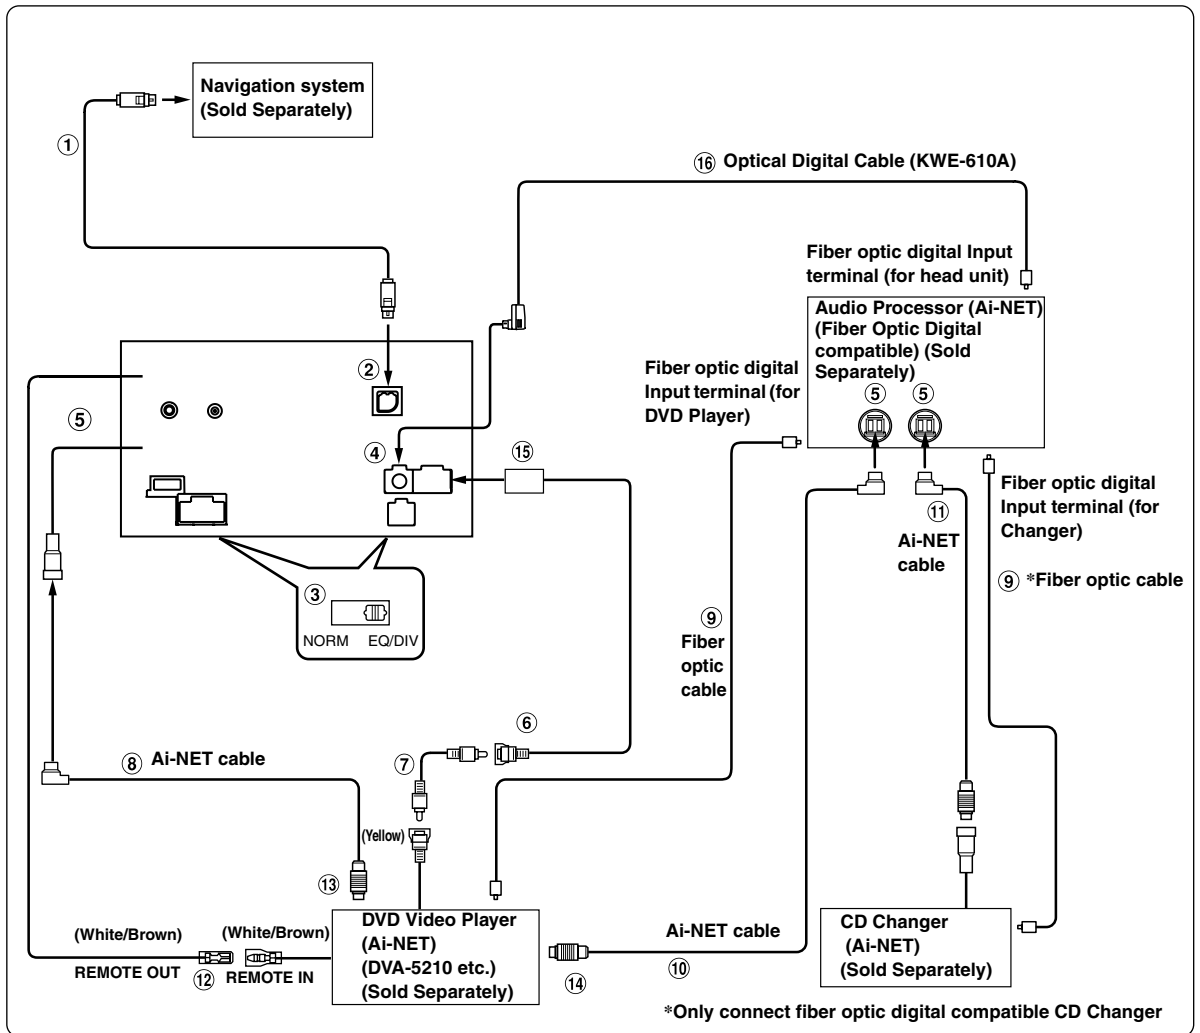 Navigation system
(Sold Separately)
①
⑯ Optical Digital Cable (KWE-610A)
Fiber optic digital Input
terminal (for head unit)
Audio Processor (Ai-NET)
(Fiber Optic Digital
compatible) (Sold
Separately)
⑤ ⑤
②
Fiber optic digital
Input terminal (for
DVD Player)
⑤
④
⑮
Fiber optic digital
Input terminal (for
Changer)
⑪
Ai-NET
cable
⑨ *Fiber optic cable
③
NORM EQ/DIV
⑨
Fiber
optic
cable
⑥
⑧ Ai-NET cable
⑦
(Yellow)
⑬
DVD Video Player
(Ai-NET)
(DVA-5210 etc.)
(Sold Separately)
(White/Brown) (White/Brown)
REMOTE OUT ⑫ REMOTE IN
Ai-NET cable
⑭ ⑩
CD Changer
(Ai-NET)
(Sold Separately)
*Only connect fiber optic digital compatible CD Changer